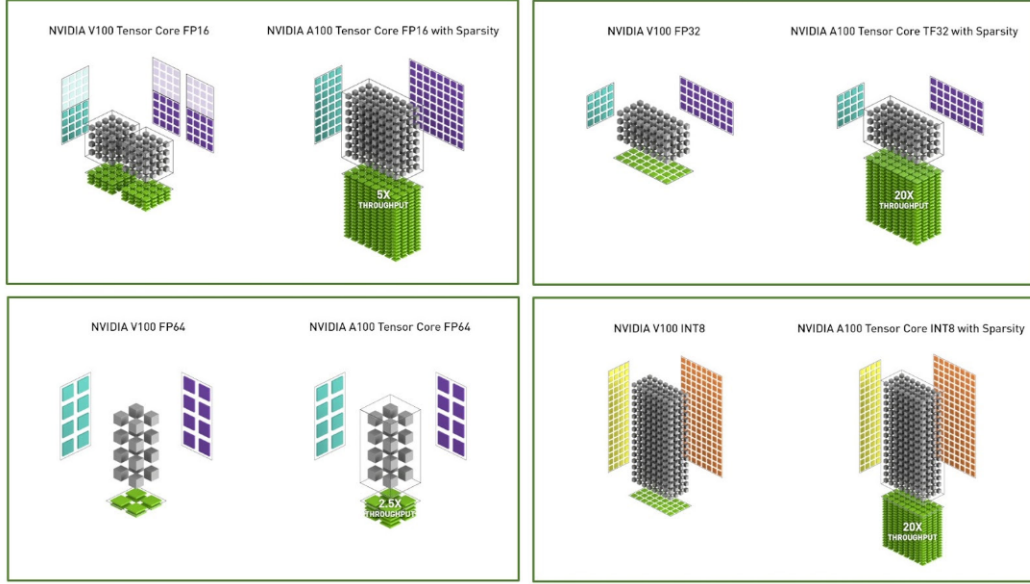 NVIDIA V100 Tensor Core FP16
NVIDIA A100 Tensor Core FP16 with Sparsity
5X
THROUGHPUT
NVIDIA V100 FP32
NVIDIA A100 Tensor Core TF32 with Sparsity
20X
THROUGHPUT
NVIDIA V100 FP64
NVIDIA A100 Tensor Core FP64
2.5X
THROUGHPUT
NVIDIA V100 INT8
NVIDIA A100 Tensor Core INT8 with Sparsity
20X
THROUGHPUT